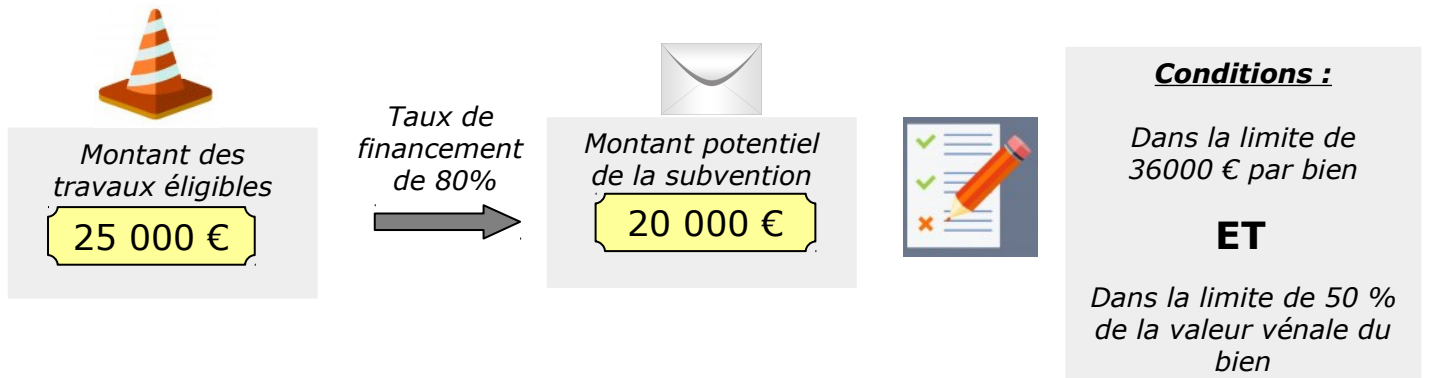 Montant des
travaux éligibles
25 000 €
Taux de
financement
de 80%
Montant potentiel
de la subvention
20 000 €
Conditions :
Dans la limite de
36000 € par bien
ET
Dans la limite de 50 %
de la valeur vénale du
bien